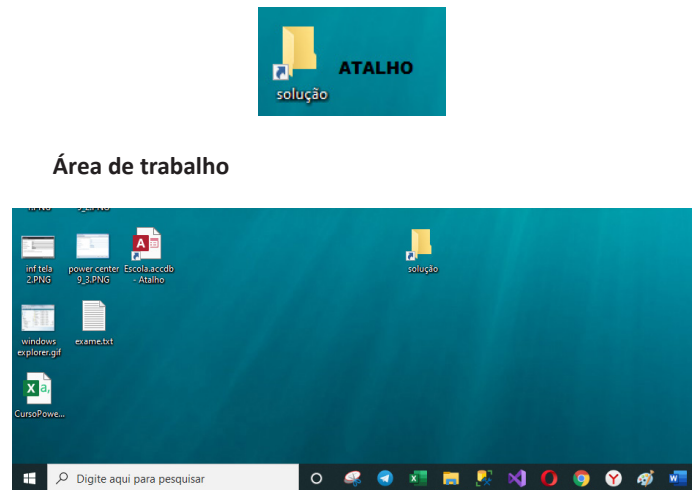 ATALHO
solução
Área de trabalho
inf tela
2.PNG
power center
9_3.PNG
Escola.accdb
- Atalho
solução
windows
explorer.gif
exame.txt
CursoPowe...
Digite aqui para pesquisar